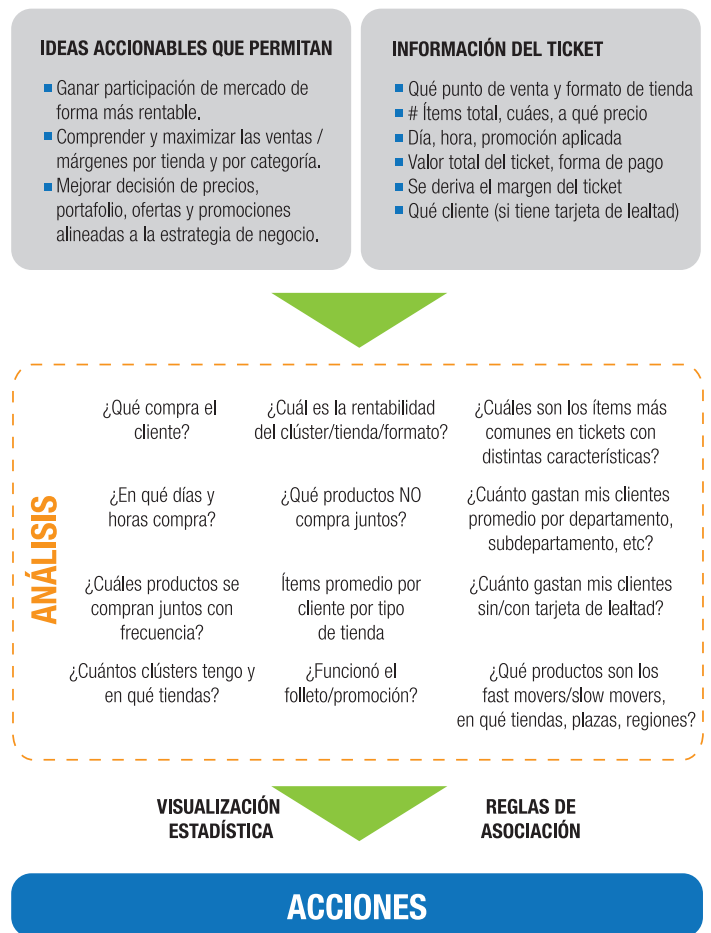 IDEAS ACCIONABLES QUE PERMITAN
Ganar participación de mercado de
forma más rentable.
Comprender y maximizar las ventas /
márgenes por tienda y por categoría.
Mejorar decisión de precios,
portafolio, ofertas y promociones
alineadas a la estrategia de negocio.
INFORMACIÓN DEL TICKET
Qué punto de venta y formato de tienda
# Ítems total, cuáes, a qué precio
Día, hora, promoción aplicada
Valor total del ticket, forma de pago
Se deriva el margen del ticket
Qué cliente (si tiene tarjeta de lealtad)
ANÁLISIS
¿Qué compra el
cliente?
¿Cuál es la rentabilidad
del clúster/tienda/formato?
¿Cuáles son los ítems más
comunes en tickets con
distintas características?
¿En qué días y
horas compra?
¿Qué productos NO
compra juntos?
¿Cuánto gastan mis clientes
promedio por departamento,
subdepartamento, etc?
¿Cuáles productos se
compran juntos con
frecuencia?
Ítems promedio por
cliente por tipo
de tienda
¿Cuánto gastan mis clientes
sin/con tarjeta de lealtad?
¿Cuántos clústers tengo y
en qué tiendas?
¿Funcionó el
folleto/promoción?
¿Qué productos son los
fast movers/slow movers,
en qué tiendas, plazas, regiones?
VISUALIZACIÓN
ESTADÍSTICA
REGLAS DE
ASOCIACIÓN
ACCIONES